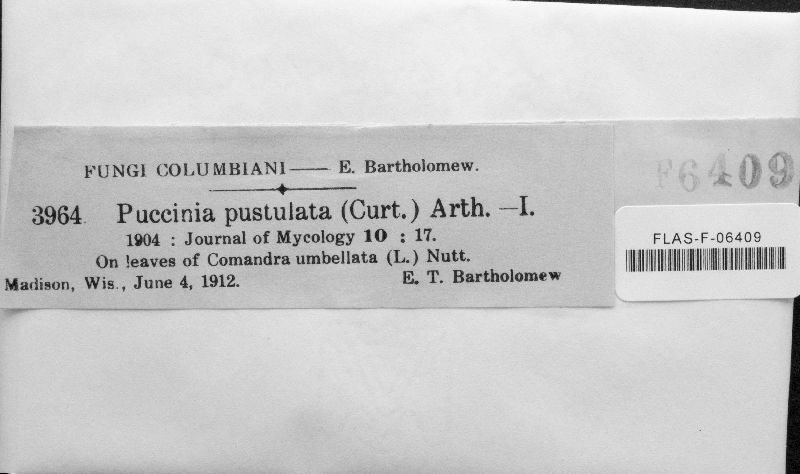 FUNGI COLUMBIANI—— E. Bartholomew.
3964. Puccinia pustulata (Curt.) Arth. —I.
1904 : Journal of Mycology 10 : 17.
On leaves of Comandra umbellata (L.) Nutt.
Madison, Wis., June 4, 1912. E. T. Bartholomew
F6409
FLAS-F-06409